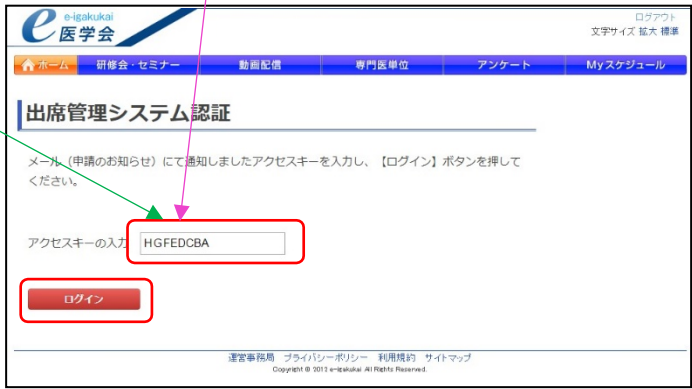 e-igakukai
e医学会
ログアウト
文字サイズ 拡大 標準
ホーム 研修会・セミナー 動画配信 専門医単位 アンケート Myスケジュール
出席管理システム認証
メール（申請のお知らせ）にて通知しましたアクセスキーを入力し、【ログイン】ボタンを押して
ください。
アクセスキーの入力 HGFEDCBA
ログイン
運営事務局 プライバシーポリシー 利用規約 サイトマップ
Copyright © 2012 e-igakukai All Rights Reserved.